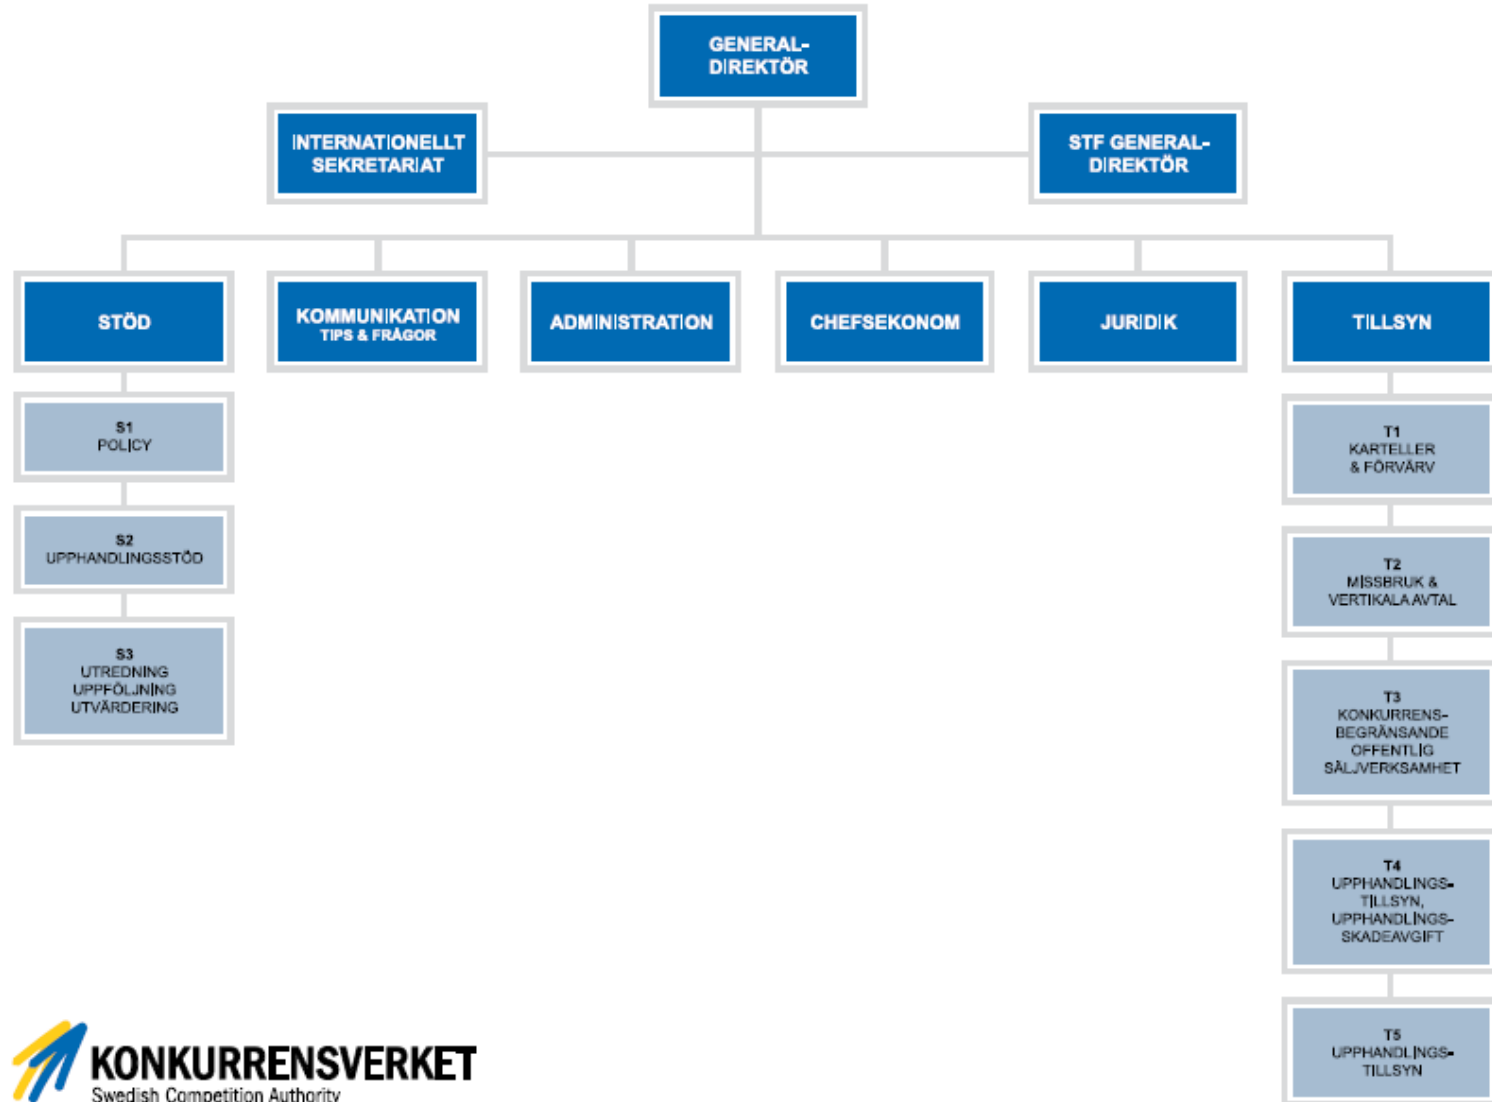 GENERAL-
DIREKTÖR
INTERNATIONELLT
SEKRETARIAT
STF GENERAL-
DIREKTÖR
STÖD
KOMMUNIKATION
TIPS & FRÅGOR
ADMINISTRATION
CHEFSEKONOM
JURIDIK
TILLSYN
S1
POLICY
S2
UPPHANDLINGSSTÖD
S3
UTREDNING
UPPFÖLJNING
UTVÄRDERING
T1
KARTELLER
& FÖRVÄRV
T2
MISSBRUK &
VERTIKALA AVTAL
T3
KONKURRENS-
BEGRÄNSANDE
OFFENTLIG
SÄLJVERKSAMHET
T4
UPPHANDLINGS-
TILLSYN,
UPPHANDLINGS-
SKADEAVGIFT
T5
UPPHANDLINGS-
TILLSYN
KONKURRENSVERKET
Swedish Competition Authority